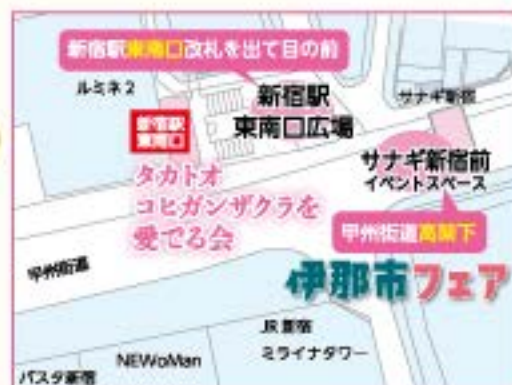 新宿駅東南口改札を出て目の前
ルミネ2
新宿駅
東南口広場
サナギ新宿
新宿駅
東南口
サナギ新宿前
イベントスペース
タカトオ
コヒガンザクラを
愛でる会
甲州街道高架下
甲州街道
伊那市フェア
JR新宿
ミライナタワー
NEWoMan
バスタ新宿